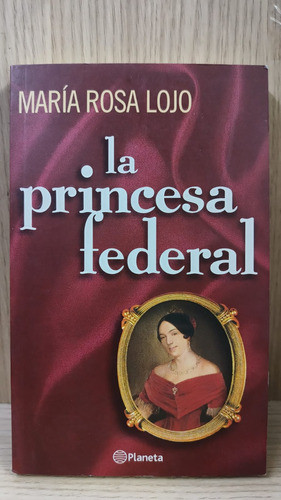 MARÍA ROSA LOJO
la
princesa
federal
Planeta